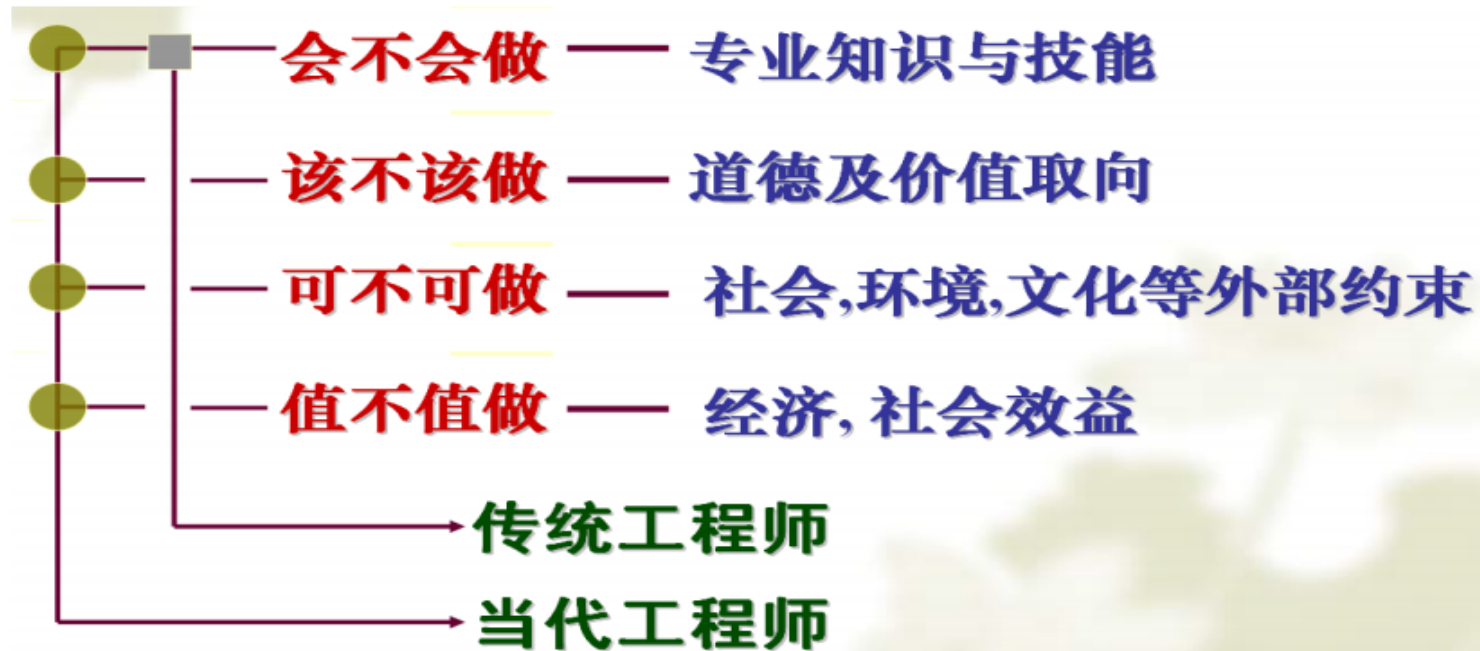 会不会做 专业知识与技能
该不该做 道德及价值取向
可不可做 社会,环境,文化等外部约束
值不值做 经济, 社会效益
传统工程师
当代工程师